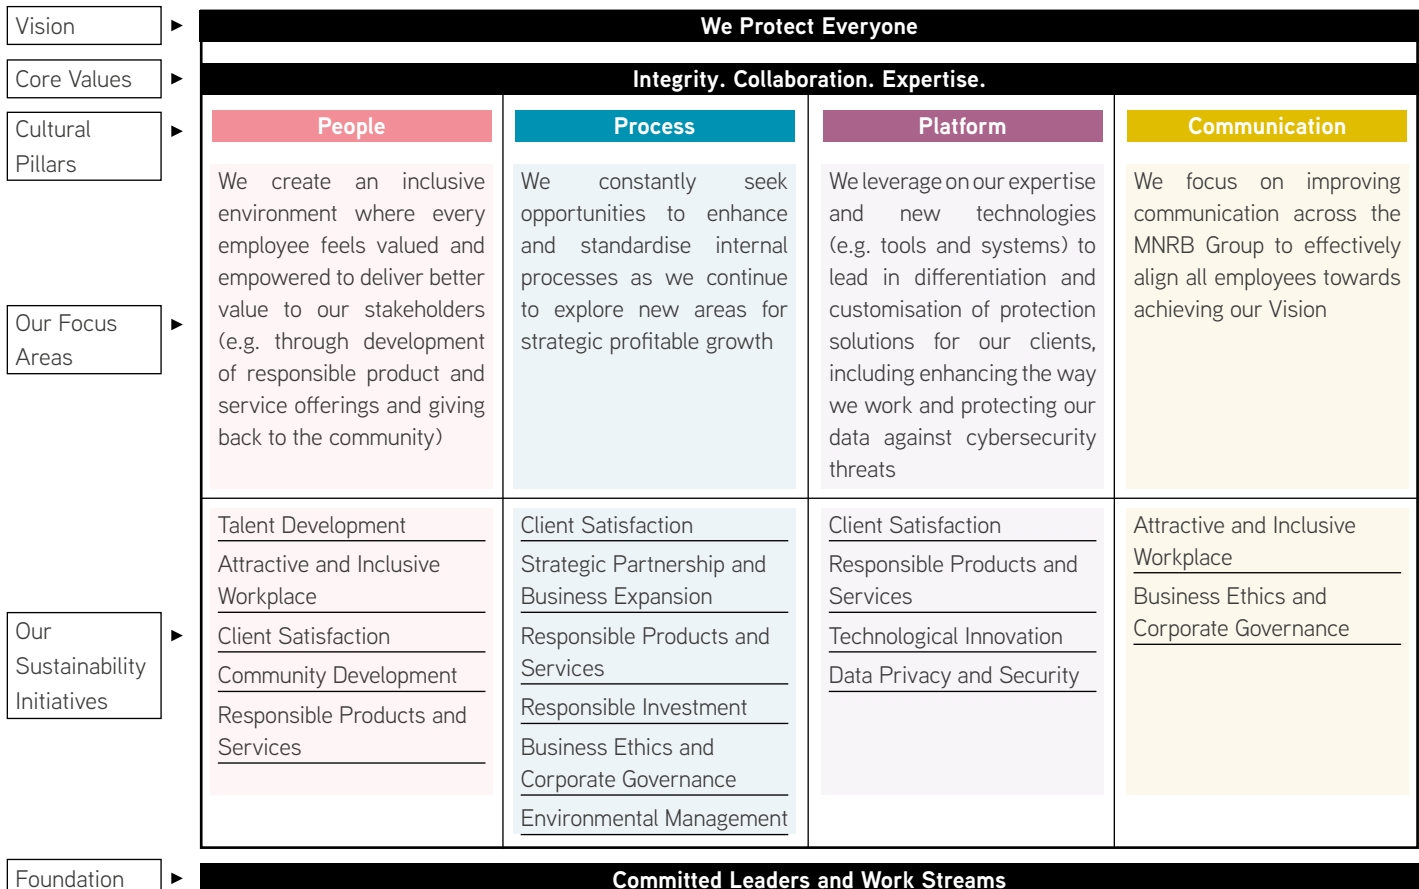 Vision
We Protect Everyone
Core Values
Integrity. Collaboration. Expertise.
Cultural
Pillars
People
Process
Platform
Communication
Our Focus
Areas
We create an inclusive
environment where every
employee feels valued and
empowered to deliver better
value to our stakeholders
(e.g. through development
of responsible product and
service offerings and giving
back to the community)
We constantly seek
opportunities to enhance
and standardise internal
processes as we continue
to explore new areas for
strategic profitable growth
We leverage on our expertise
and new technologies
(e.g. tools and systems) to
lead in differentiation and
customisation of protection
solutions for our clients,
including enhancing the way
we work and protecting our
data against cybersecurity
threats
We focus on improving
communication across the
MNRB Group to effectively
align all employees towards
achieving our Vision
Our
Sustainability
Initiatives
Talent Development
Attractive and Inclusive
Workplace
Client Satisfaction
Community Development
Responsible Products and
Services
Client Satisfaction
Strategic Partnership and
Business Expansion
Responsible Products and
Services
Responsible Investment
Business Ethics and
Corporate Governance
Environmental Management
Client Satisfaction
Responsible Products and
Services
Technological Innovation
Data Privacy and Security
Attractive and Inclusive
Workplace
Business Ethics and
Corporate Governance
Foundation
Committed Leaders and Work Streams